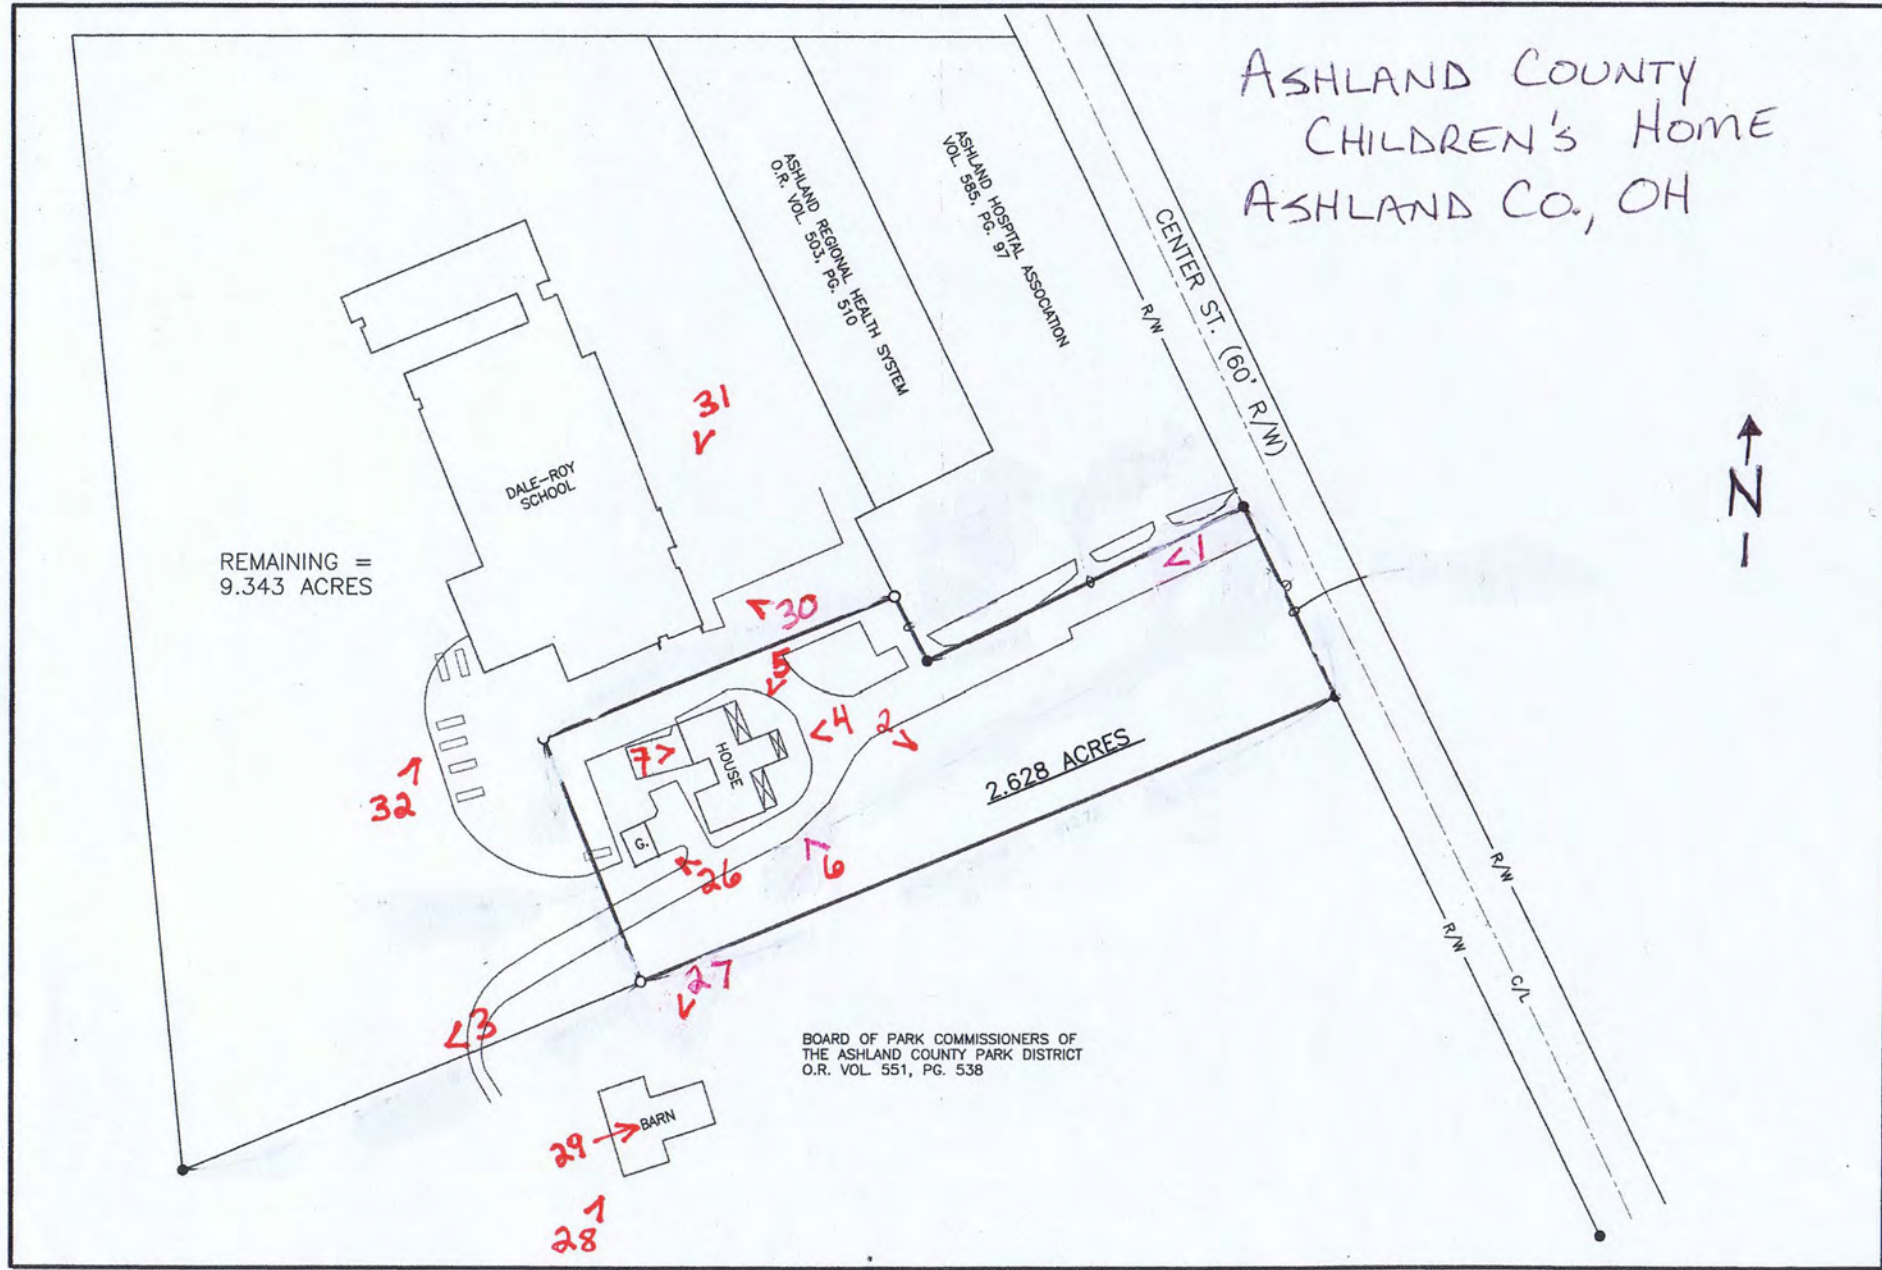 ASHLAND COUNTY
CHILDREN'S HOME
ASHLAND CO., OH
ASHLAND REGIONAL HEALTH SYSTEM
O.R. VOL. 503, PG. 510
ASHLAND HOSPITAL ASSOCIATION
VOL. 585, PG. 97
CENTER ST. (60' R/W)
R/W
31
N
DALE-ROY
SCHOOL
REMAINING =
9.343 ACRES
1
30
5
4
2
7
HOUSE
2.628 ACRES
32
G.
26
6
R/W
R/W
C/L
27
3
BOARD OF PARK COMMISSIONERS OF
THE ASHLAND COUNTY PARK DISTRICT
O.R. VOL. 551, PG. 538
BARN
29
28